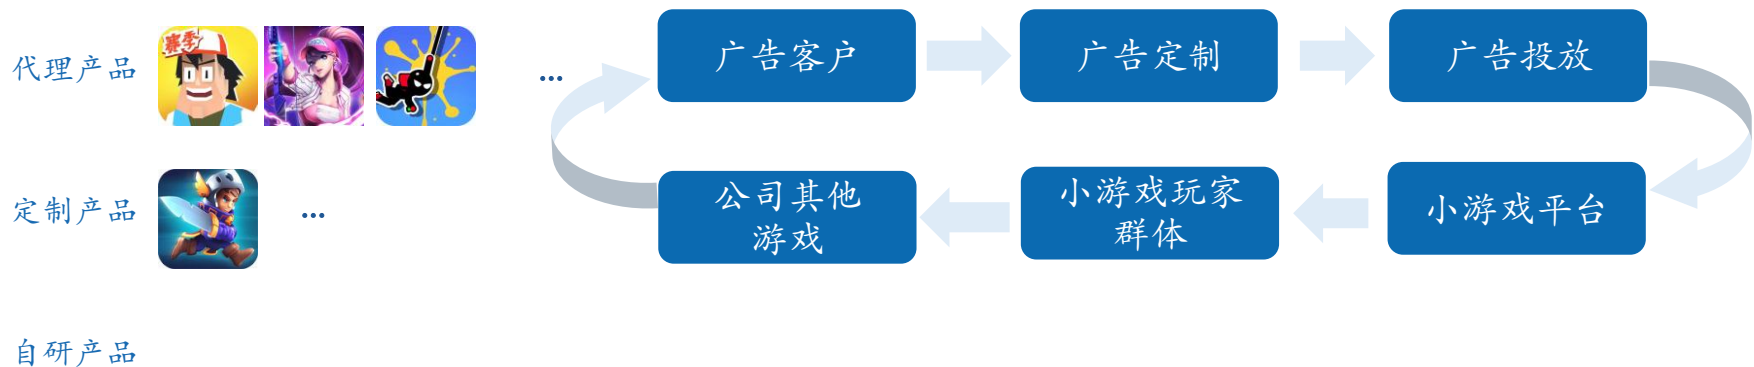 代理产品
赛季
...
定制产品
...
自研产品
广告客户
广告定制
广告投放
小游戏平台
小游戏玩家
群体
公司其他
游戏